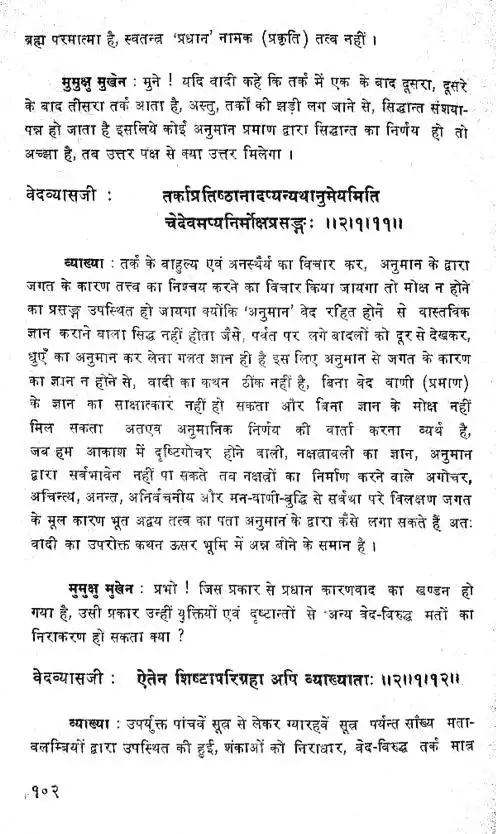 ब्रह्म परमात्मा है, स्वतन्त्र 'प्रधान' नामक (प्रकृति) तत्व नहीं ।
मुमुक्षु मुखेन : मुने ! यदि वादी कहे कि तर्क में एक के बाद दूसरा, दूसरे
के बाद तीसरा तर्क आता है, अस्तु, तर्कों की झड़ी लग जाने से, सिद्धान्त संशया-
पन्न हो जाता है इसलिये कोई अनुमान प्रमाण द्वारा सिद्धान्त का निर्णय हो तो
अच्छा है, तब उत्तर पक्ष से क्या उत्तर मिलेगा ।
वेदव्यासजी : तर्काप्रतिष्ठानादप्यन्यथानुमेयमिति
चेदेवमप्यनिर्मोक्षप्रसङ्गः ॥२।१।११॥
व्याख्या : तर्क के बाहुल्य एवं अनस्थैर्य का विचार कर, अनुमान के द्वारा
जगत के कारण तत्त्व का निश्चय करने का विचार किया जायगा तो मोक्ष न होने
का प्रसङ्ग उपस्थित हो जायगा क्योंकि 'अनुमान' वेद रहित होने से वास्तविक
ज्ञान कराने वाला सिद्ध नहीं होता जैसे, पर्वत पर लगे बादलों को दूर से देखकर,
धुएँ का अनुमान कर लेना गलत ज्ञान ही है इस लिए अनुमान से जगत के कारण
का ज्ञान न होने से, वादी का कथन ठीक नहीं है, बिना वेद वाणी (प्रमाण)
के ज्ञान का साक्षात्कार नहीं हो सकता और बिना ज्ञान के मोक्ष नहीं
मिल सकता अतएव अनुमानिक निर्णय की वार्ता करना व्यर्थ है,
जब हम आकाश में दृष्टिगोचर होने वाली, नक्षत्रावली का ज्ञान, अनुमान
द्वारा सर्वभावेन नहीं पा सकते तब नक्षत्रों का निर्माण करने वाले अगोचर,
अचिन्त्य, अनन्त, अनिर्वचनीय और मन-वाणी-बुद्धि से सर्वथा परे विलक्षण जगत
के मूल कारण भूत अद्वय तत्व का पता अनुमान के द्वारा कैसे लगा सकते हैं अतः
वादी का उपरोक्त कथन ऊसर भूमि में अन्न बोने के समान है ।
मुमुक्षु मुखेन : प्रभो ! जिस प्रकार से प्रधान कारणवाद का खण्डन हो
गया है, उसी प्रकार उन्हीं युक्तियों एवं दृष्टान्तों से अन्य वेद-विरुद्ध मतों का
निराकरण हो सकता क्या ?
वेदव्यासजी : ऐतेन शिष्टापरिग्रहा अपि व्याख्याताः ॥२॥१।१२॥
व्याख्या : उपर्युक्त पांचवें सूत्र से लेकर ग्यारहवें सूत्र पर्यन्त साँख्य मता-
वलम्बियों द्वारा उपस्थित की हुई, शंकाओं को निराधार, वेद-विरुद्ध तर्क मात्र
१०२